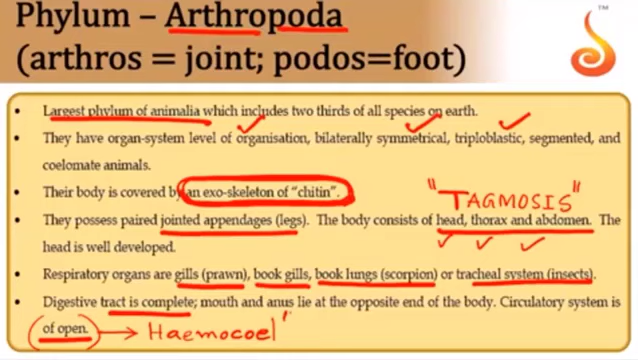 Phylum – Arthropoda
(arthros = joint; podos=foot)
TM
• Largest phylum of animalia which includes two thirds of all species on earth.
• They have organ-system level of organisation, bilaterally symmetrical, triploblastic, segmented, and
coelomate animals.
• Their body is covered by an exo-skeleton of "chitin".
"TAGMOSIS"
• They possess paired jointed appendages (legs). The body consists of head, thorax and abdomen. The
head is well developed.
• Respiratory organs are gills (prawn), book gills, book lungs (scorpion) or tracheal system (insects).
• Digestive tract is complete; mouth and anus lie at the opposite end of the body. Circulatory system is
of open. → Haemocoel"